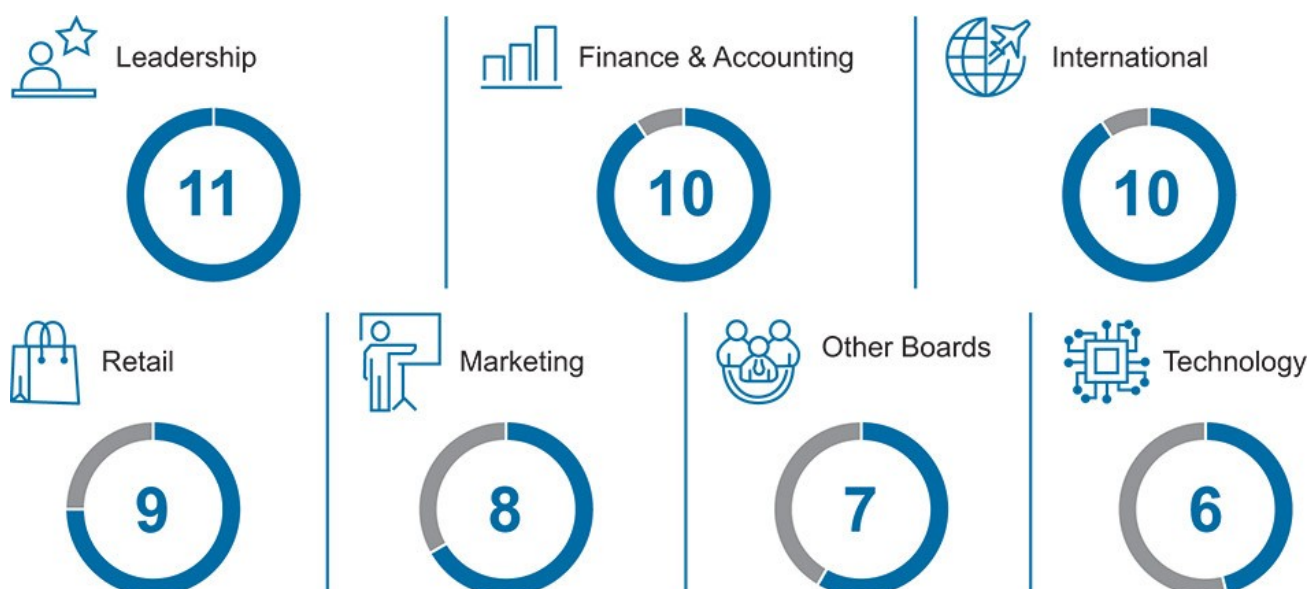 Leadership
Finance & Accounting
International
11
10
10
Retail
Marketing
Other Boards
Technology
9
8
7
6